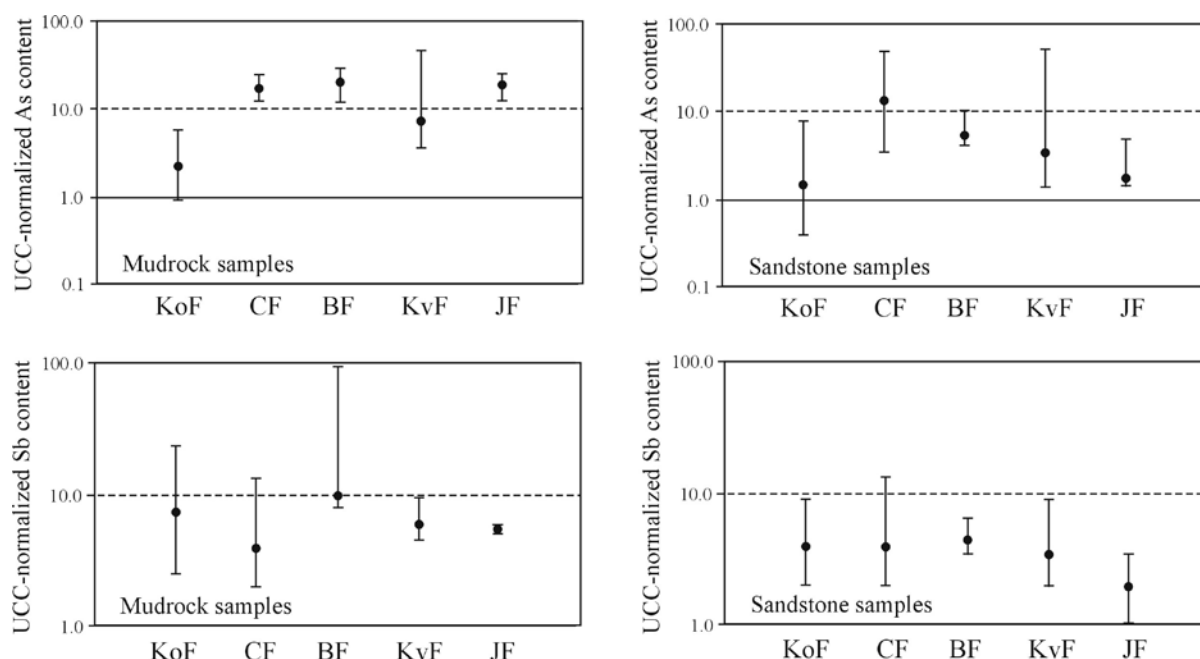 UCC-normalized As content
100.0
10.0
1.0
0.1
Mudrock samples
KoF CF BF KvF JF
UCC-normalized As content
100.0
10.0
1.0
0.1
Sandstone samples
KoF CF BF KvF JF
UCC-normalized Sb content
100.0
10.0
1.0
Mudrock samples
KoF CF BF KvF JF
UCC-normalized Sb content
100.0
10.0
1.0
Sandstone samples
KoF CF BF KvF JF